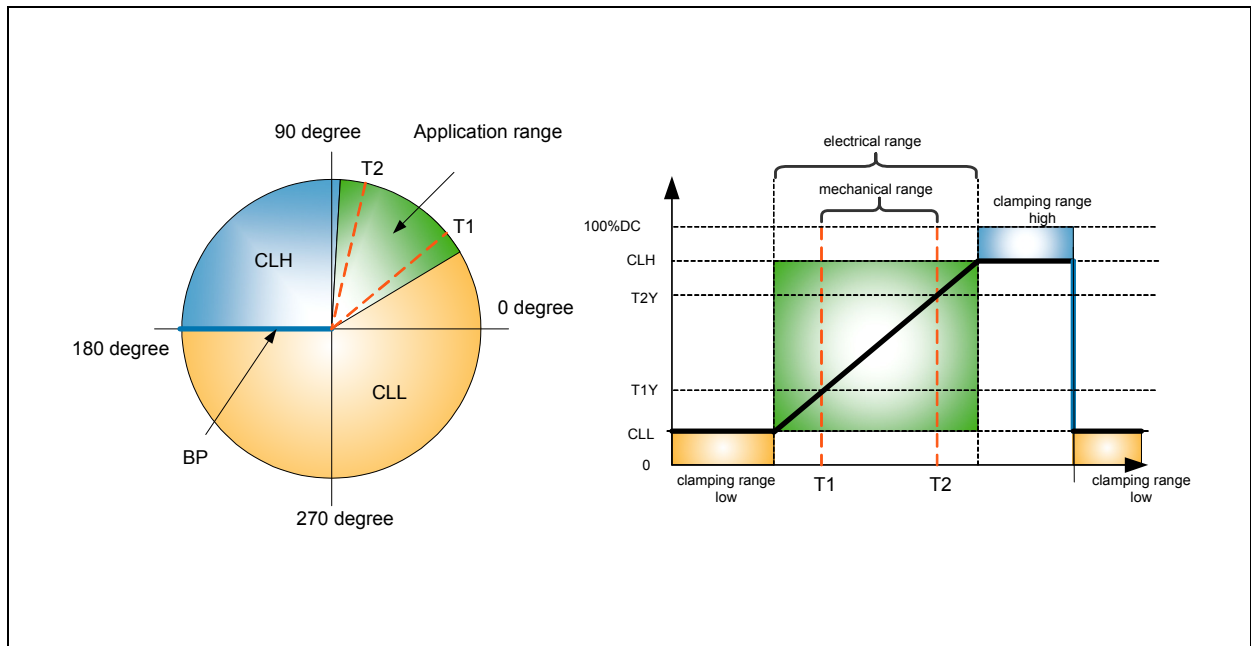 90 degree
Application range
T2
T1
CLH
0 degree
180 degree
CLL
BP
270 degree
electrical range
mechanical range
clamping range
high
100%DC
CLH
T2Y
T1Y
CLL
0
clamping range
low
T1
T2
clamping range
low